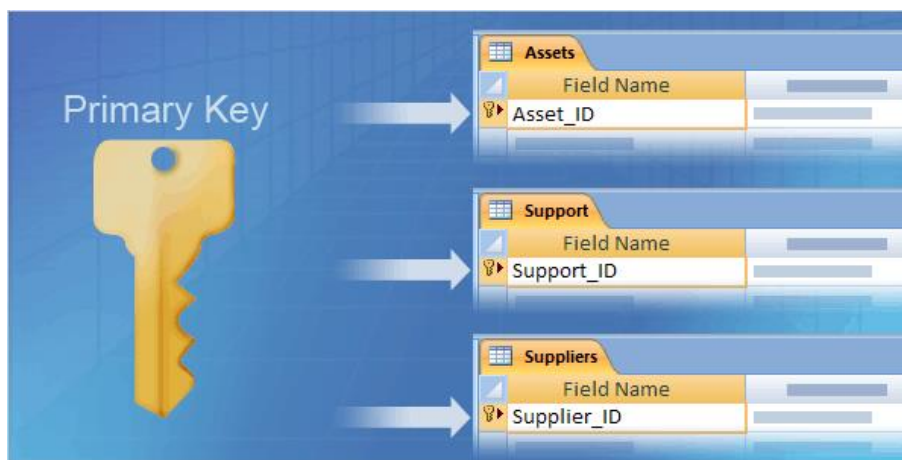 Primary Key
Assets
Field Name
Asset_ID
Support
Field Name
Support_ID
Suppliers
Field Name
Supplier_ID